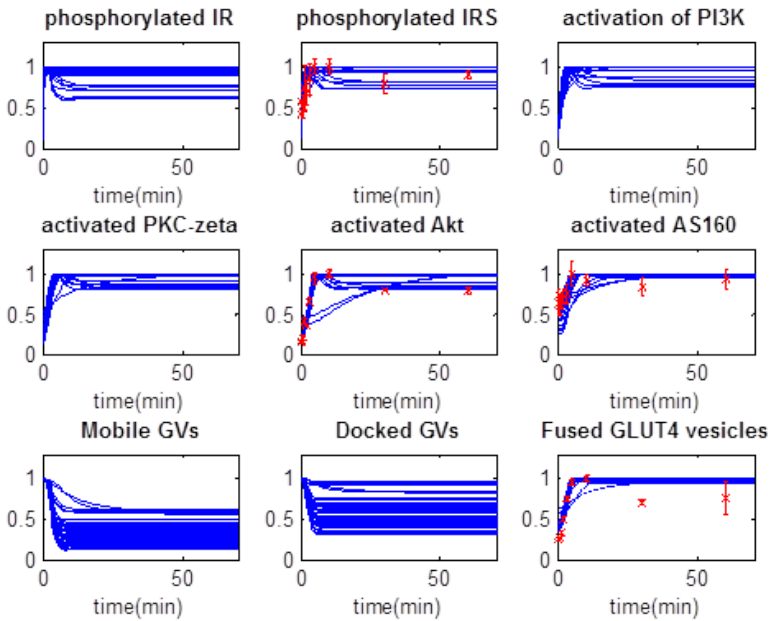 phosphorylated IR
phosphorylated IRS
activation of PI3K
1
0.5
0
0
50
time(min)
1
0.5
0
0
50
time(min)
1
0.5
0
0
50
time(min)
activated PKC-zeta
activated Akt
activated AS160
1
0.5
0
0
50
time(min)
1
0.5
0
0
50
time(min)
1
0.5
0
0
50
time(min)
Mobile GVs
Docked GVs
Fused GLUT4 vesicles
1
0.5
0
0
50
time(min)
1
0.5
0
0
50
time(min)
1
0.5
0
0
50
time(min)